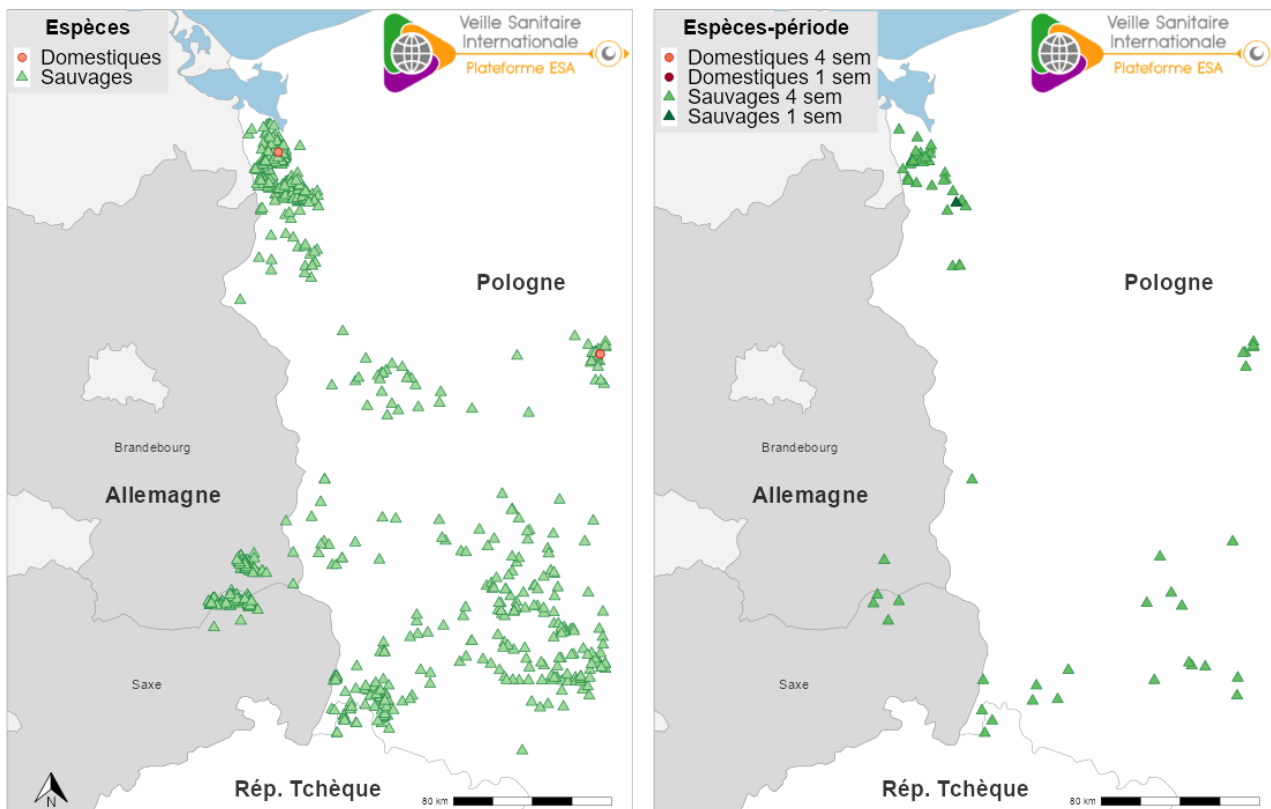 Espèces
Domestiques
Sauvages
Veille Sanitaire
Internationale
Plateforme ESA
Pologne
Brandebourg
Allemagne
Saxe
Rép. Tchèque
N
80 km
Espèces-période
Domestiques 4 sem
Domestiques 1 sem
Sauvages 4 sem
Sauvages 1 sem
Veille Sanitaire
Internationale
Plateforme ESA
Pologne
Brandebourg
Allemagne
Saxe
Rép. Tchèque
80 km